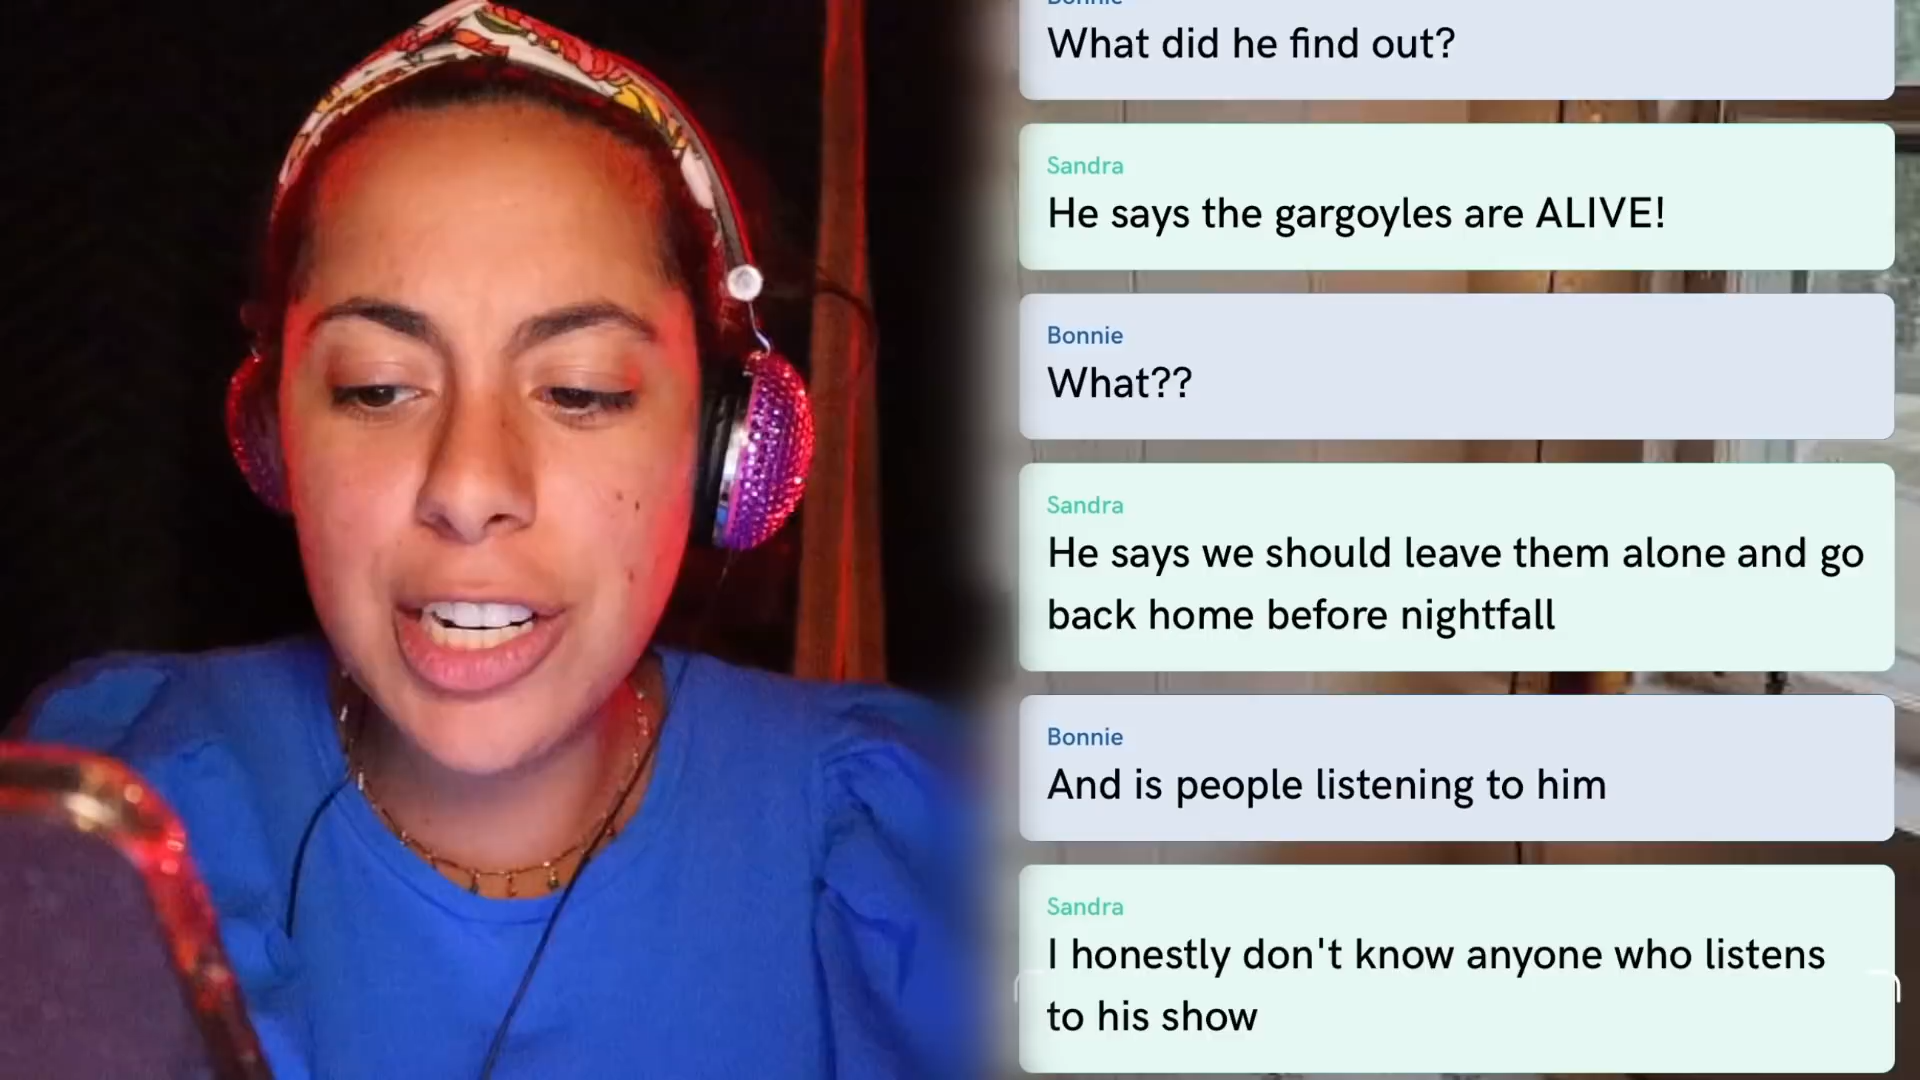 Bonnie
What did he find out?
Sandra
He says the gargoyles are ALIVE!
Bonnie
What??
Sandra
He says we should leave them alone and go
back home before nightfall
Bonnie
And is people listening to him
Sandra
I honestly don't know anyone who listens
to his show